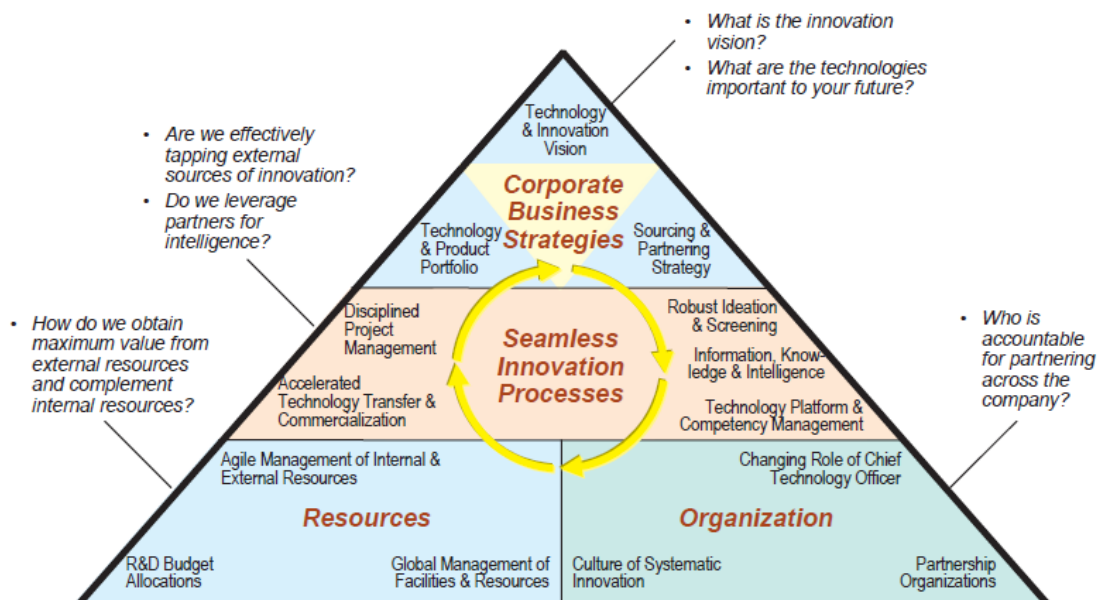 • What is the innovation
vision?
• What are the technologies
important to your future?
Technology
& Innovation
Vision
• Are we effectively
tapping external
sources of innovation?
• Do we leverage
partners for
intelligence?
Corporate
Business
Strategies
Technology
& Product
Portfolio
Sourcing &
Partnering
Strategy
• How do we obtain
maximum value from
external resources
and complement
internal resources?
Disciplined
Project
Management
Accelerated
Technology Transfer &
Commercialization
Seamless
Innovation
Processes
Robust Ideation
& Screening
Information, Know-
ledge & Intelligence
Technology Platform &
Competency Management
• Who is
accountable
for partnering
across the
company?
Agile Management of Internal &
External Resources
Resources
R&D Budget
Allocations
Global Management of
Facilities & Resources
Changing Role of Chief
Technology Officer
Organization
Culture of Systematic
Innovation
Partnership
Organizations